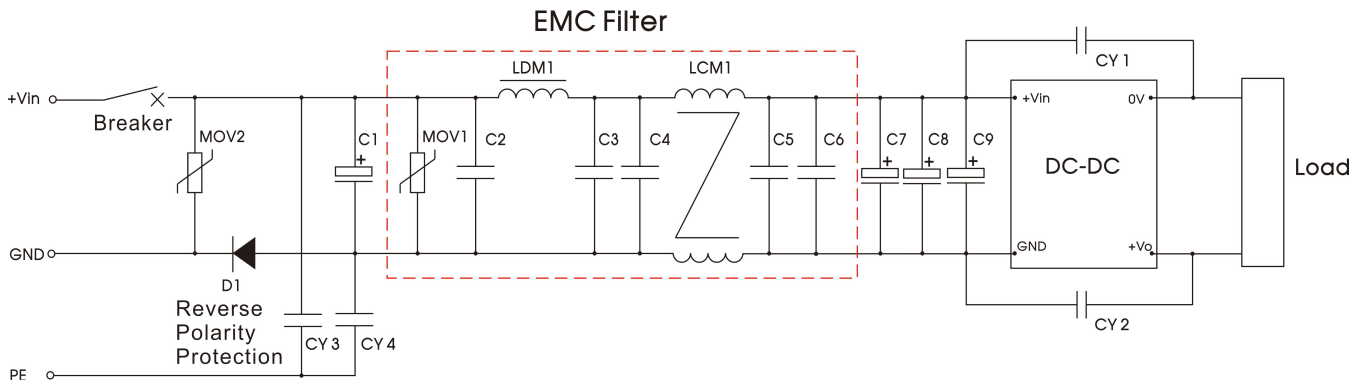 EMC Filter
CY 1
LDM1
LCM1
+Vin
Breaker
+Vin
0V
MOV2
C1
+
MOV1
C2
C3
C4
C5
C6
C7
+
C8
+
C9
+
DC-DC
Load
GND
GND
+Vo
D1
Reverse
Polarity
Protection
CY 3
CY 4
CY 2
PE